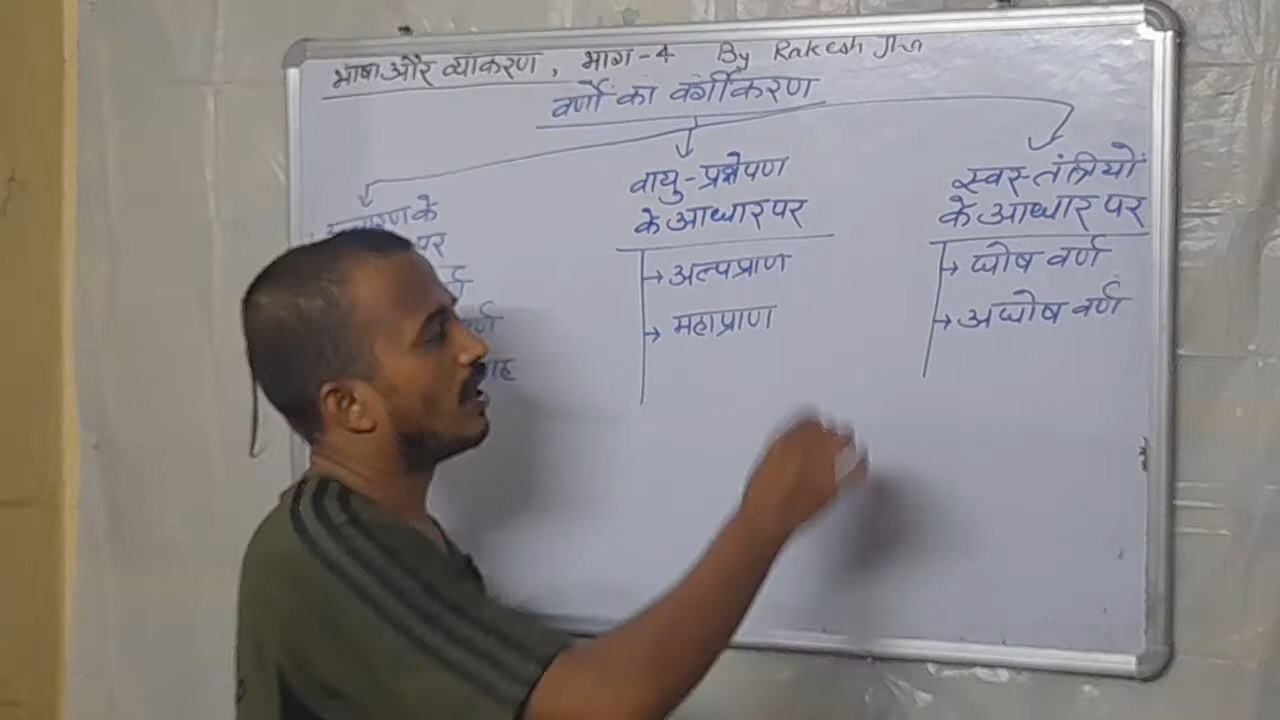 भाषा और व्याकरण, भाग-4 By Rakesh Jha
वर्णों का वर्गीकरण
के
पर
वायु-प्रक्षेपण
के आधार पर
→ अल्पप्राण
→ महाप्राण
स्वर तंत्रियों
के आधार पर
→ घोष वर्ण
→ अघोष वर्ण